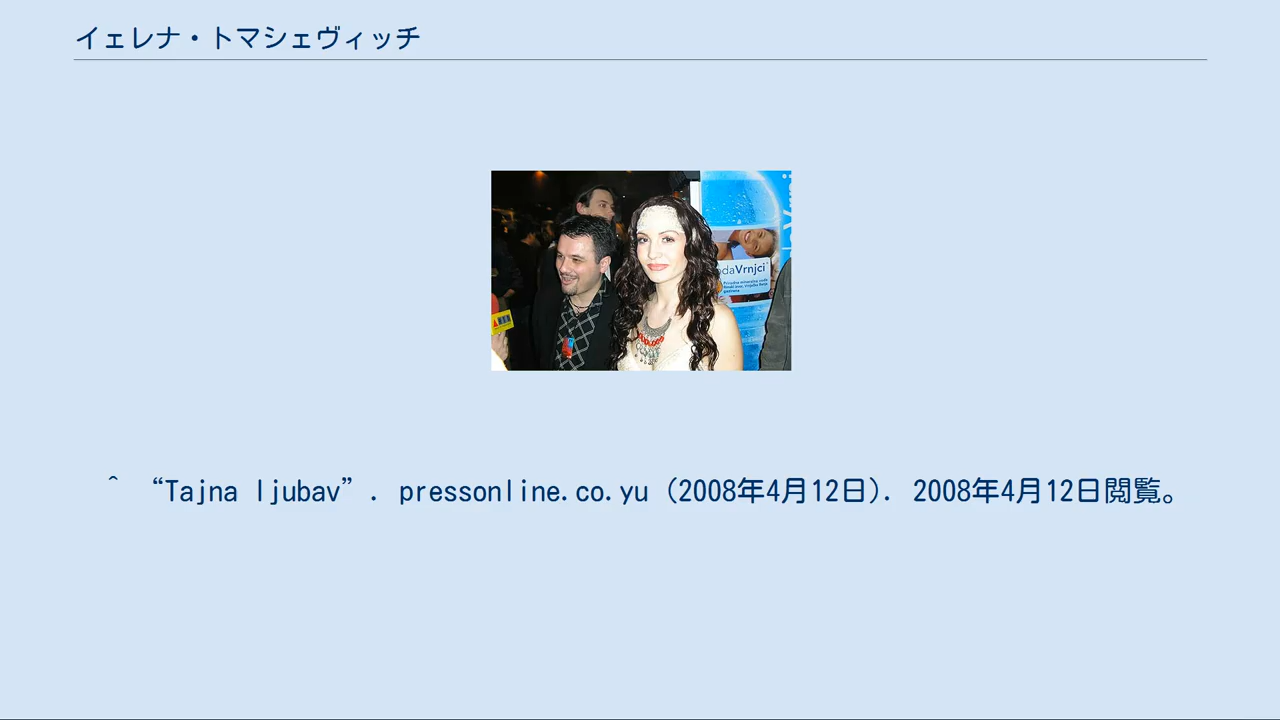 イェレナ・トマシェヴィッチ
daVrnjci
^ “Tajna ljubav”. pressonline.co.yu (2008年4月12日). 2008年4月12日閲覧。